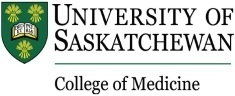 UNIVERSITY OF
SASKATCHEWAN
College of Medicine